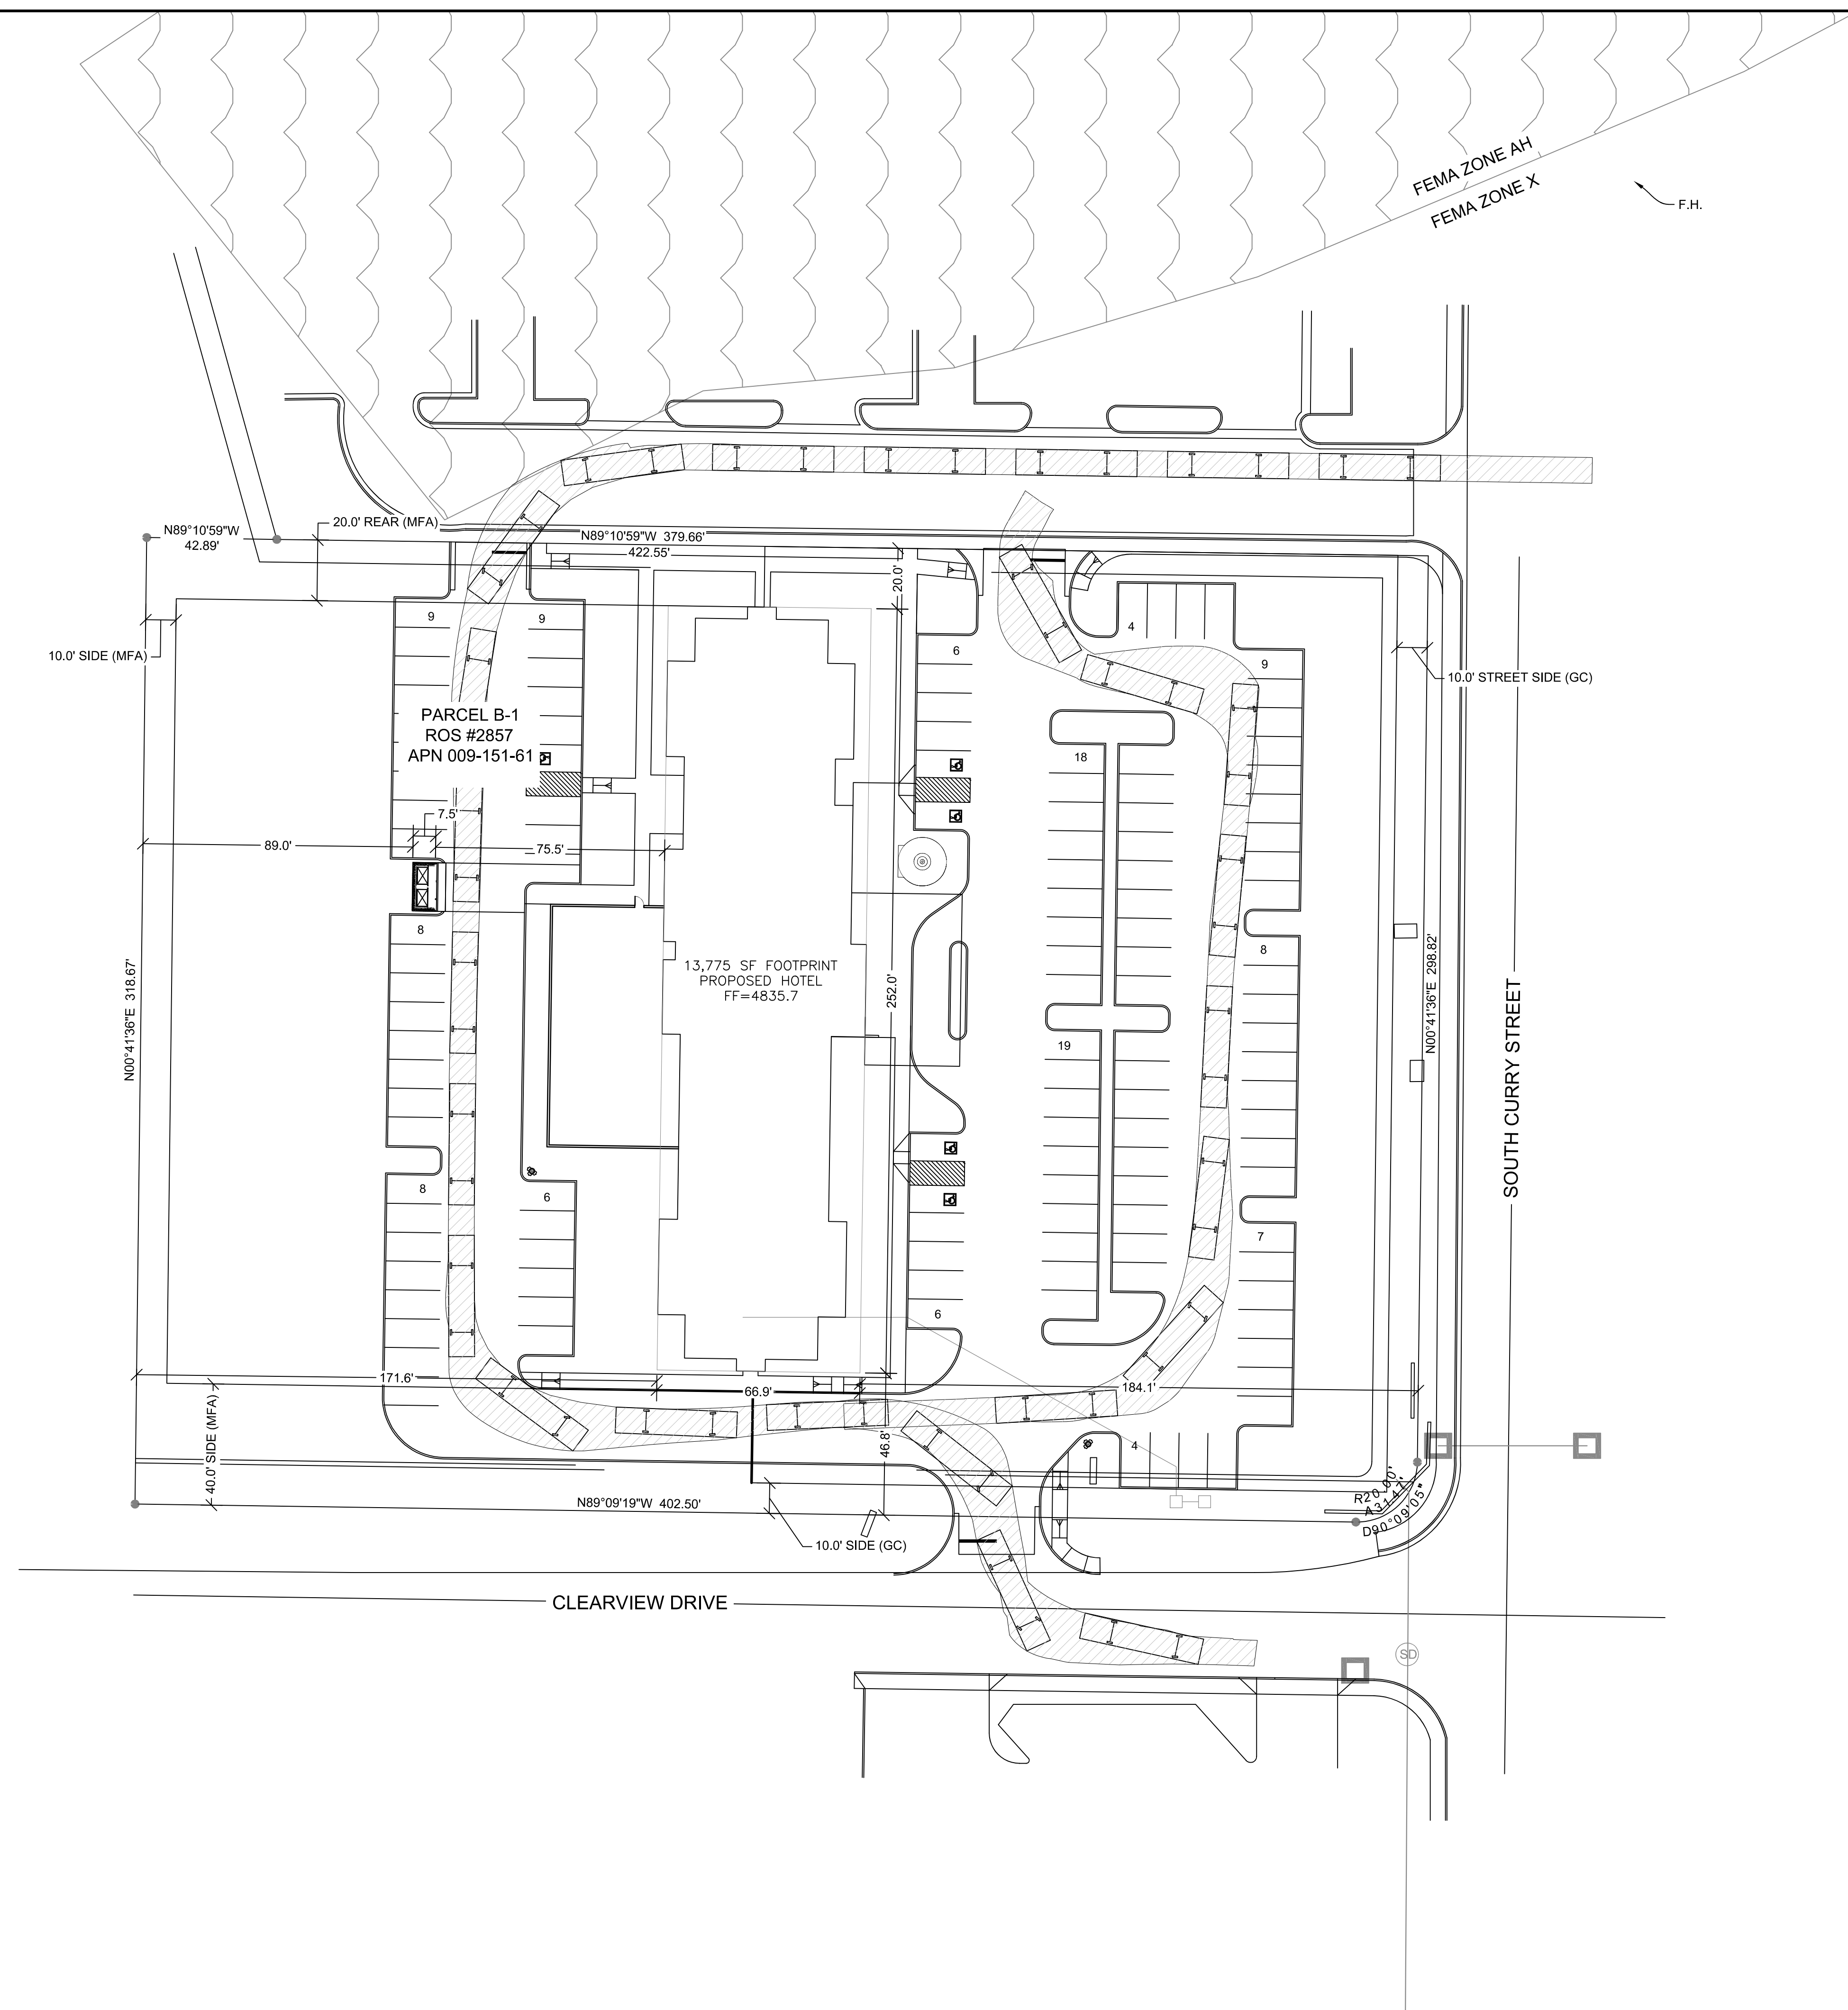 FEMA ZONE AH
FEMA ZONE X
F.H.
N89°10'59"W
42.89'
20.0' REAR (MFA)
N89°10'59"W 379.66'
422.55'
20.0'
10.0' SIDE (MFA)
9
9
6
4
9
10.0' STREET SIDE (GC)
PARCEL B-1
ROS #2857
APN 009-151-61
18
7.5'
89.0'
75.5'
8
8
13,775 SF FOOTPRINT
PROPOSED HOTEL
FF=4835.7
252.0'
N00°41'36"E 318.67'
N00°41'36"E 298.82'
SOUTH CURRY STREET
19
8
6
7
6
171.6'
66.9'
184.1'
40.0' SIDE (MFA)
46.8'
4
N89°09'19"W 402.50'
R20.00'
A31.47'
D90°09'05"
10.0' SIDE (GC)
CLEARVIEW DRIVE
SD